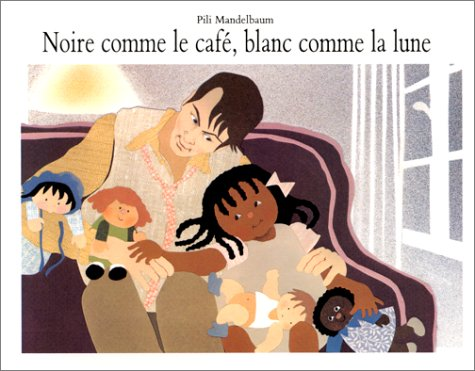 Pili Mandelbaum
Noire comme le café, blanc comme la lune